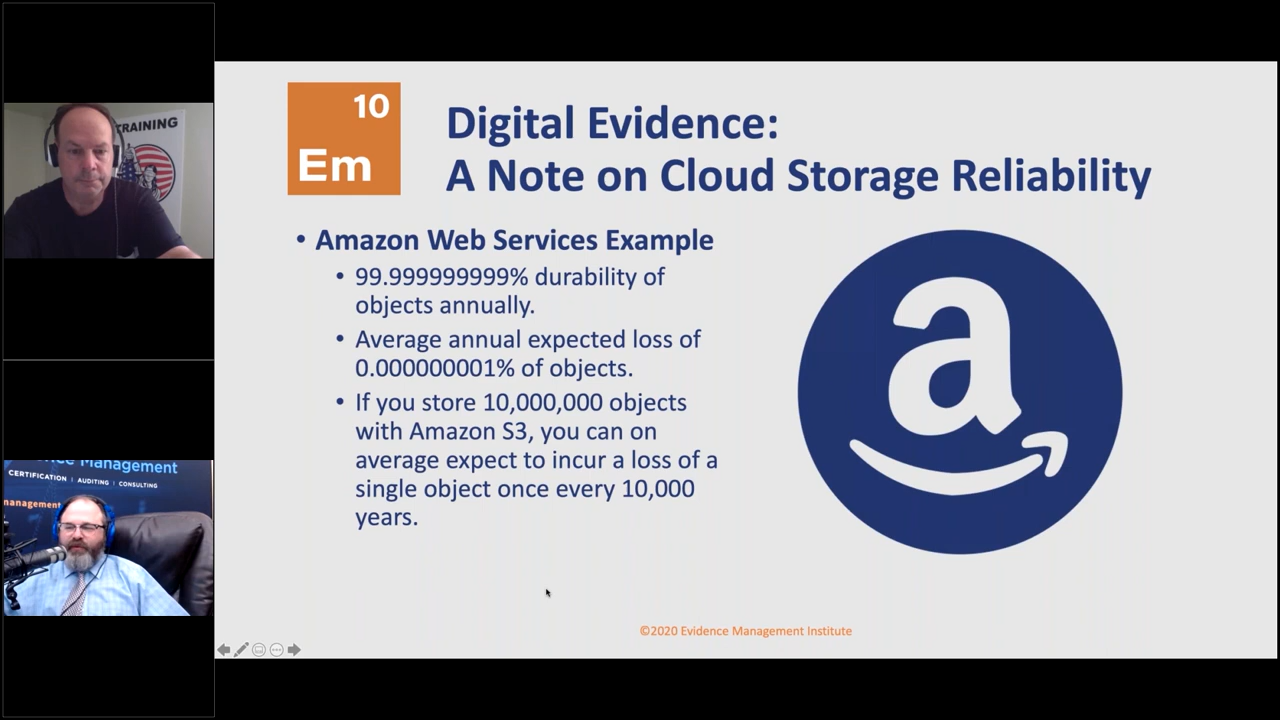 TRAINING
ence Management
CERTIFICATION | AUDITING | CONSULTING
management
10
Em
Digital Evidence:
A Note on Cloud Storage Reliability
• Amazon Web Services Example
• 99.999999999% durability of
objects annually.
• Average annual expected loss of
0.000000001% of objects.
• If you store 10,000,000 objects
with Amazon S3, you can on
average expect to incur a loss of a
single object once every 10,000
years.
a
©2020 Evidence Management Institute